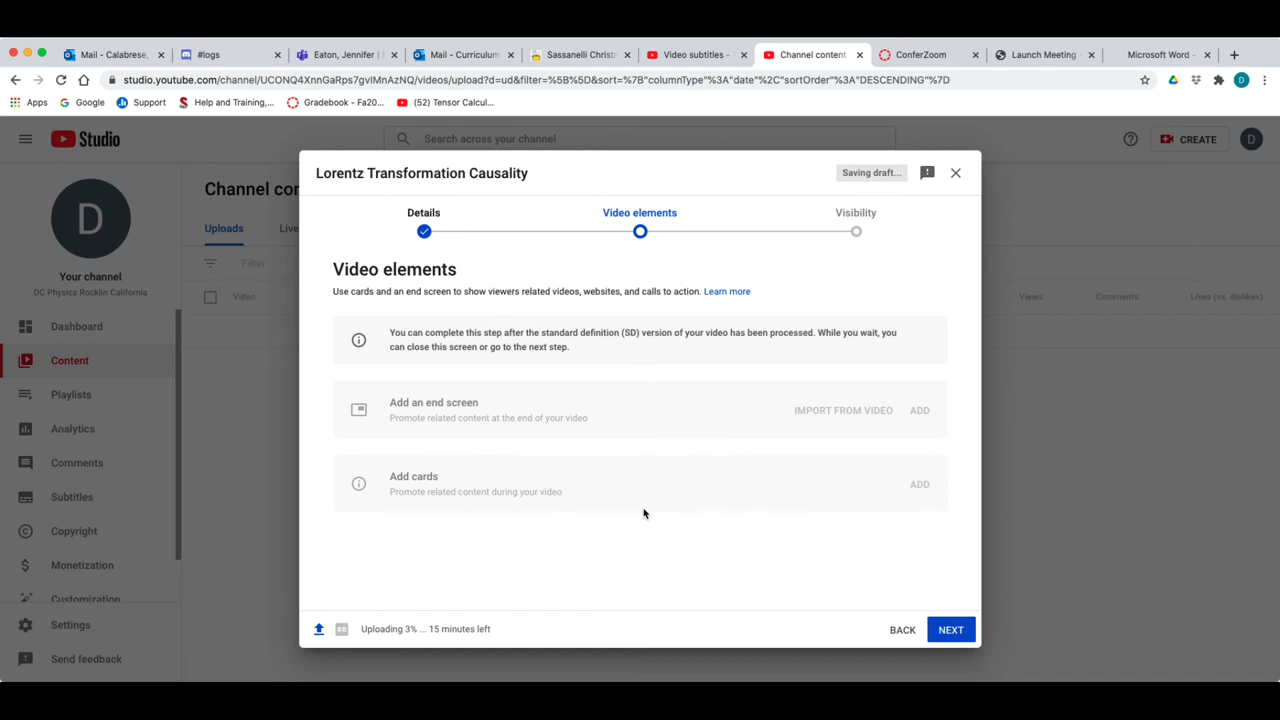 Mail - Calabrese,
#logs
Eaton, Jennifer |
Mail - Curriculum
Sassanelli Christ
Video subtitles -
Channel content
ConferZoom
Launch Meeting -
Microsoft Word -
studio.youtube.com/channel/UCONQ4XnnGaRps7gvlMnAzNQ/videos/upload?d=ud&filter=%5B%5D&sort=%7B"columnType"%3A"date"%2C"sortOrder"%3A"DESCENDING"%7D
D
Apps
Google
Support
Help and Training,...
Gradebook - Fa20...
(52) Tensor Calcul...
Studio
Search across your channel
CREATE
D
D
Your channel
DC Physics Rocklin California
Dashboard
Content
Playlists
Analytics
Comments
Subtitles
Copyright
Monetization
Customization
Settings
Send feedback
Channel con
Uploads
Live
Filter
Video
Views
Comments
Likes (vs. dislikes)
Lorentz Transformation Causality
Saving draft...
Details
Video elements
Visibility
Video elements
Use cards and an end screen to show viewers related videos, websites, and calls to action. Learn more
You can complete this step after the standard definition (SD) version of your video has been processed. While you wait, you
can close this screen or go to the next step.
Add an end screen
Promote related content at the end of your video
IMPORT FROM VIDEO
ADD
Add cards
Promote related content during your video
ADD
SD
Uploading 3% ... 15 minutes left
BACK
NEXT